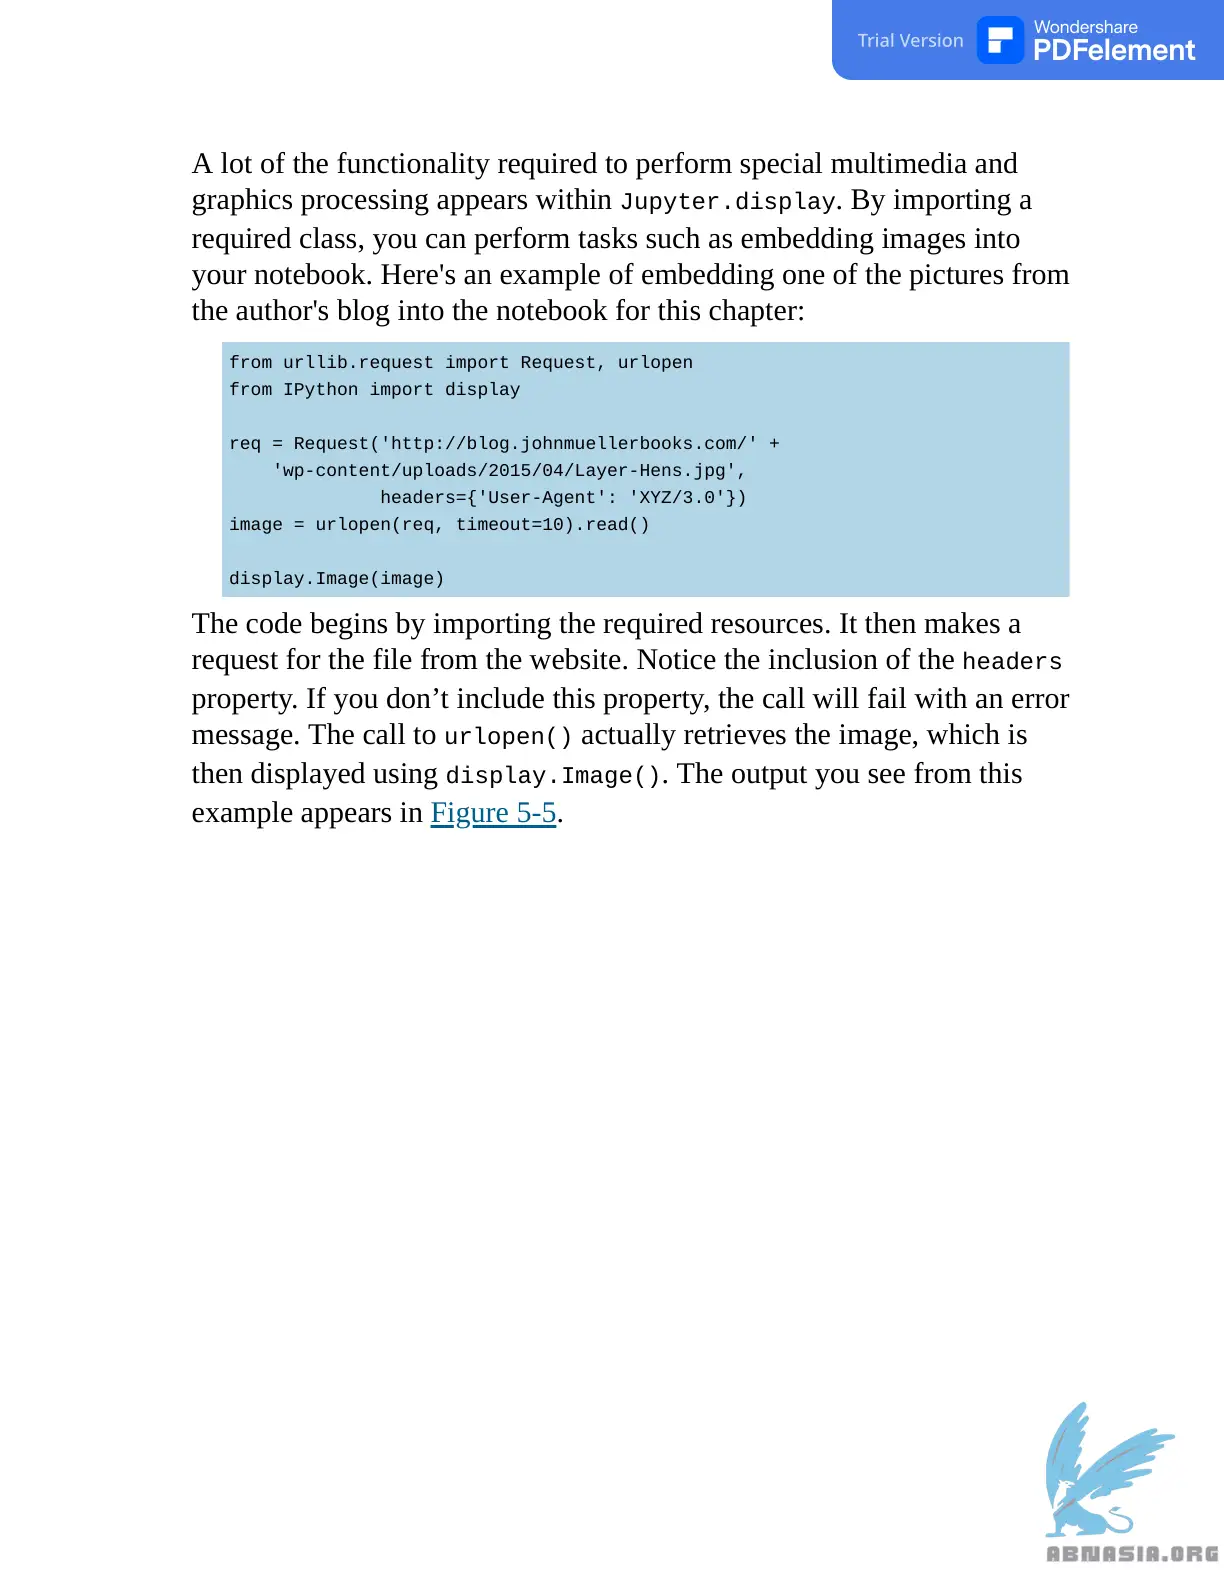 Trial Version
Wondershare
PDFelement
A lot of the functionality required to perform special multimedia and
graphics processing appears within Jupyter.display. By importing a
required class, you can perform tasks such as embedding images into
your notebook. Here's an example of embedding one of the pictures from
the author's blog into the notebook for this chapter:
from urllib.request import Request, urlopen
from IPython import display
req = Request('http://blog.johnmuellerbooks.com/' +
'wp-content/uploads/2015/04/Layer-Hens.jpg',
headers={'User-Agent': 'XYZ/3.0'})
image = urlopen(req, timeout=10).read()
display.Image(image)
The code begins by importing the required resources. It then makes a
request for the file from the website. Notice the inclusion of the headers
property. If you don’t include this property, the call will fail with an error
message. The call to urlopen() actually retrieves the image, which is
then displayed using display.Image(). The output you see from this
example appears in Figure 5-5.
ABNASIA.ORG